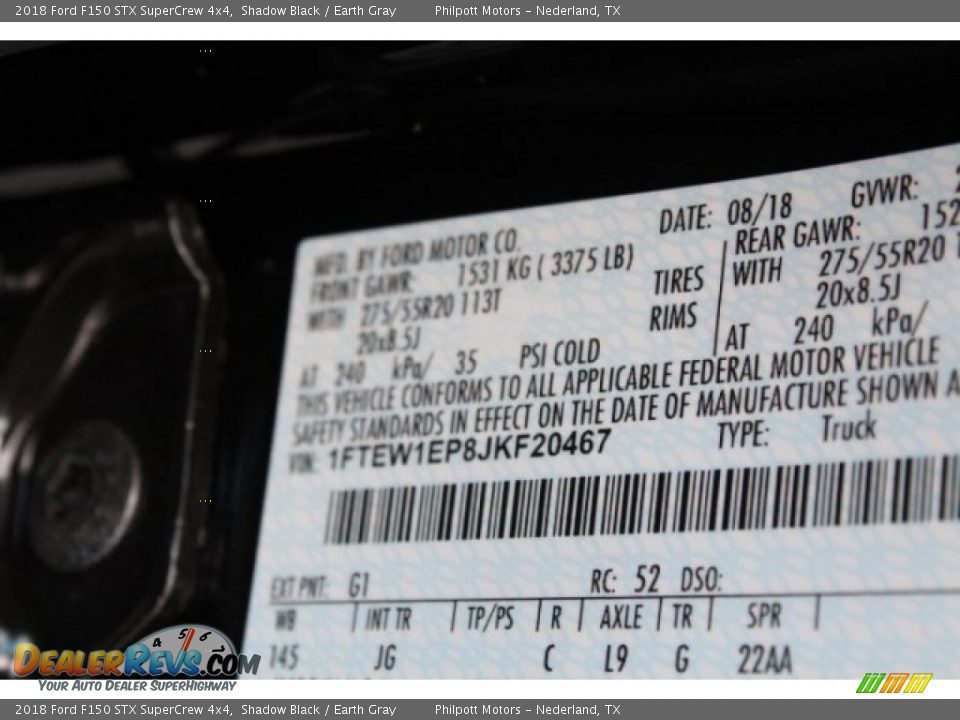 2018 Ford F150 STX SuperCrew 4x4, Shadow Black / Earth Gray Philpott Motors - Nederland, TX
MFD. BY FORD MOTOR CO. DATE: 08/18 GVWR:
FRONT GAWR: 1531 KG ( 3375 LB) REAR GAWR: 152
WITH 275/55R20 113T TIRES WITH 275/55R20
20x8.5J RIMS 20x8.5J
AT 240 kPa/ 35 PSI COLD AT 240 kPa/
THIS VEHICLE CONFORMS TO ALL APPLICABLE FEDERAL MOTOR VEHICLE
SAFETY STANDARDS IN EFFECT ON THE DATE OF MANUFACTURE SHOWN A
VIN: 1FTEW1EP8JKF20467 TYPE: Truck
EXT PNT: G1 RC: 52 DSO:
WB INT TR TP/PS R AXLE TR SPR
145 JG C L9 G 22AA
4 5 6
DEALERREVS.COM
YOUR AUTO DEALER SUPERHIGHWAY
2018 Ford F150 STX SuperCrew 4x4, Shadow Black / Earth Gray Philpott Motors - Nederland, TX